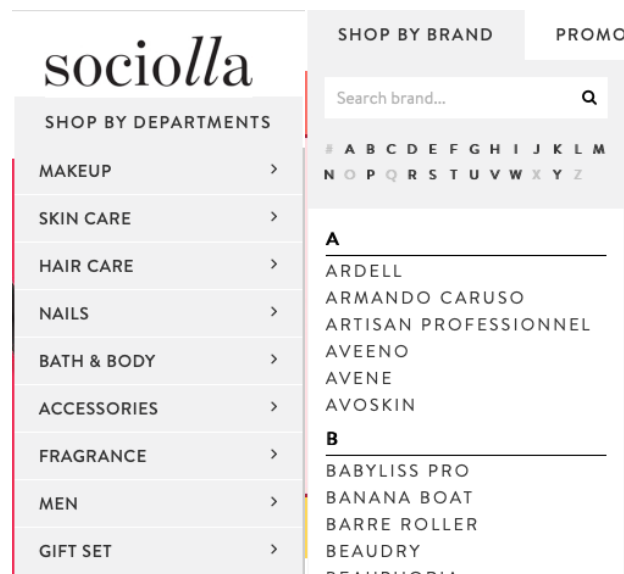 sociolla
SHOP BY DEPARTMENTS
MAKEUP
SKIN CARE
HAIR CARE
NAILS
BATH & BODY
ACCESSORIES
FRAGRANCE
MEN
GIFT SET
SHOP BY BRAND
PROMO
Search brand...
# A B C D E F G H I J K L M
N O P Q R S T U V W X Y Z
A
ARDELL
ARMANDO CARUSO
ARTISAN PROFESSIONNEL
AVEENO
AVENE
AVOSKIN
B
BABYLISS PRO
BANANA BOAT
BARRE ROLLER
BEAUDRY